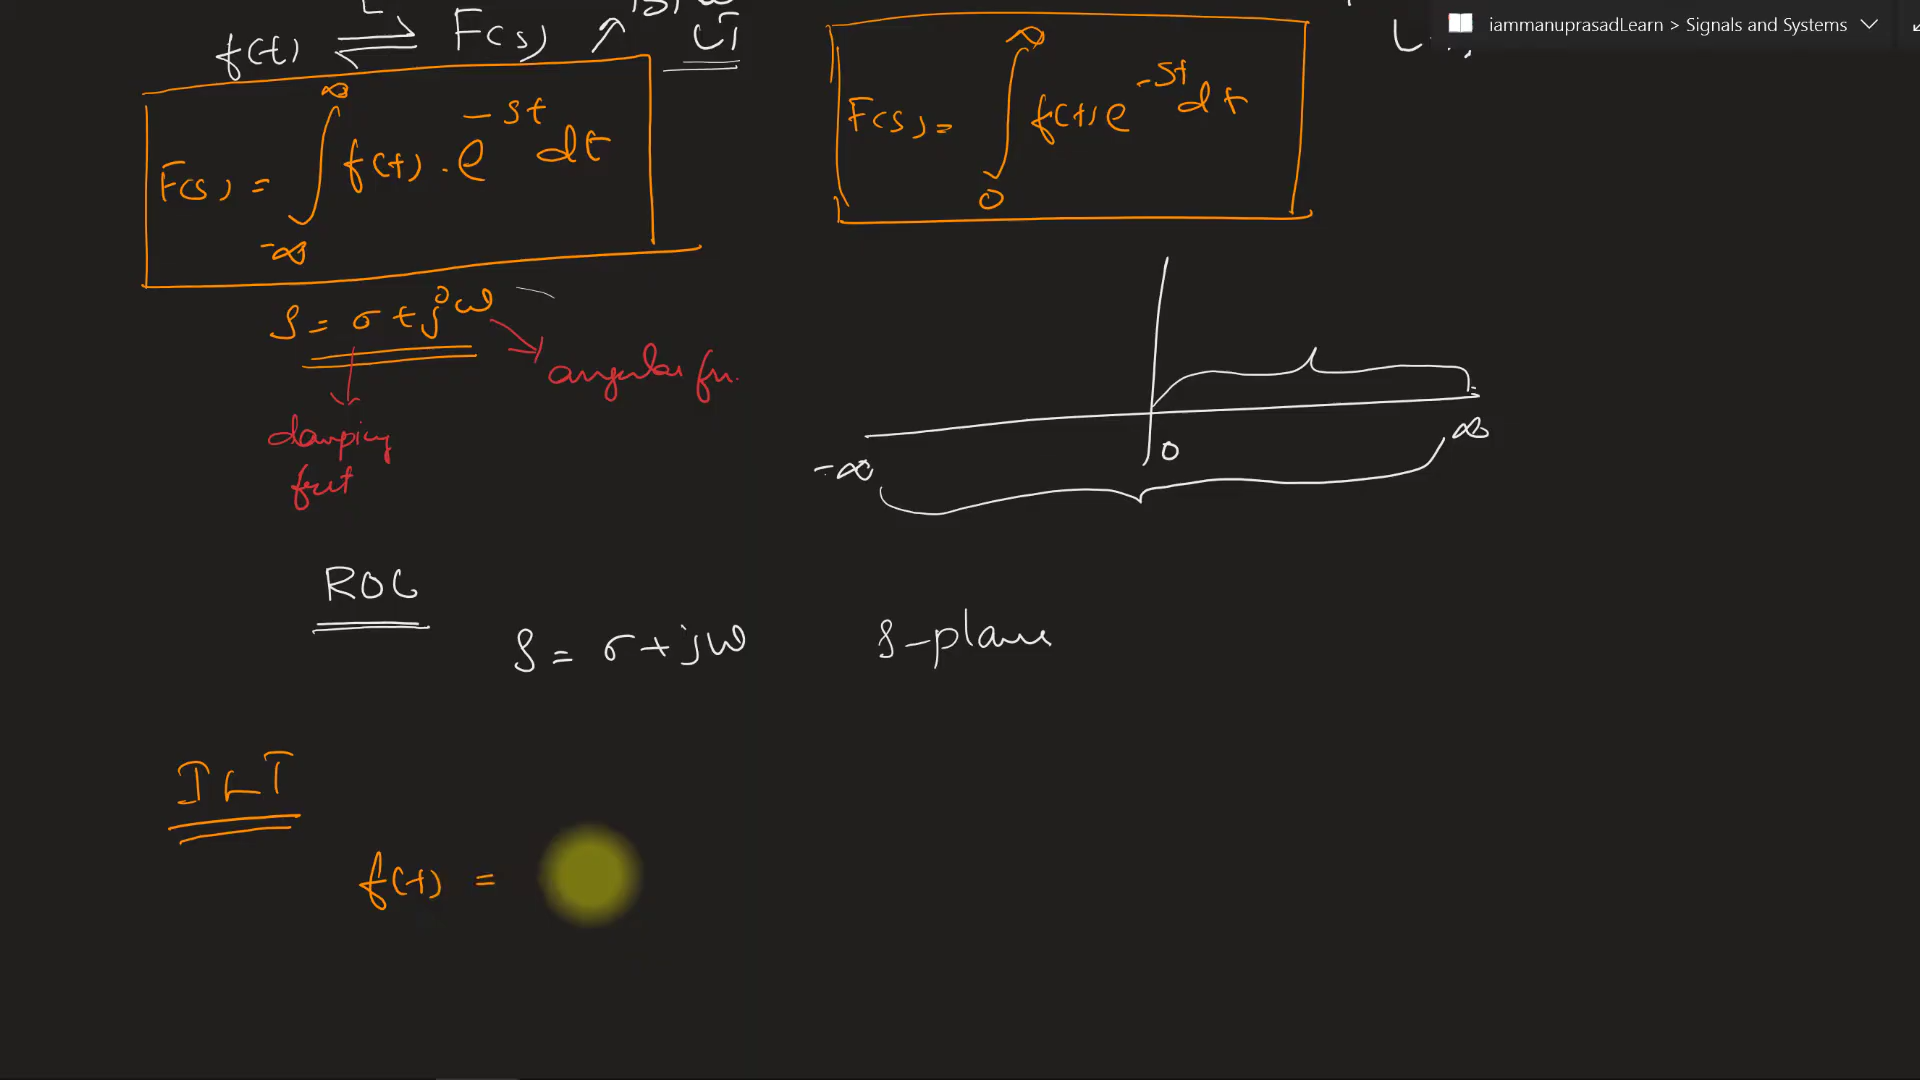 iammanuprasadLearn > Signals and Systems
f(t) ⇌ F(s)
F(s) = ∫ f(t) . e^-st dt
∞
-∞
F(s) = ∫ f(t) e^-st dt
∞
0
s = σ + jω
angular fr.
damping
fact
-∞ 0 ∞
ROC
s = σ + jω s-plane
ILT
f(t) =